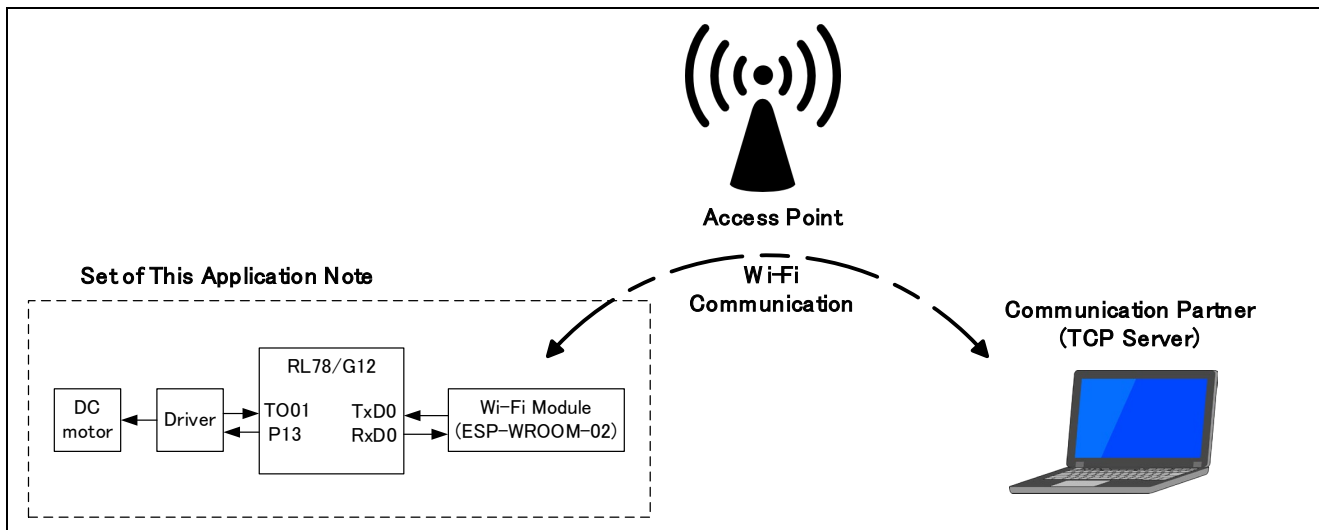 Access Point
Wi-Fi
Communication
Set of This Application Note
Communication Partner
(TCP Server)
RL78/G12
DC
motor
Driver
TO01
P13
TxD0
RxD0
Wi-Fi Module
(ESP-WROOM-02)